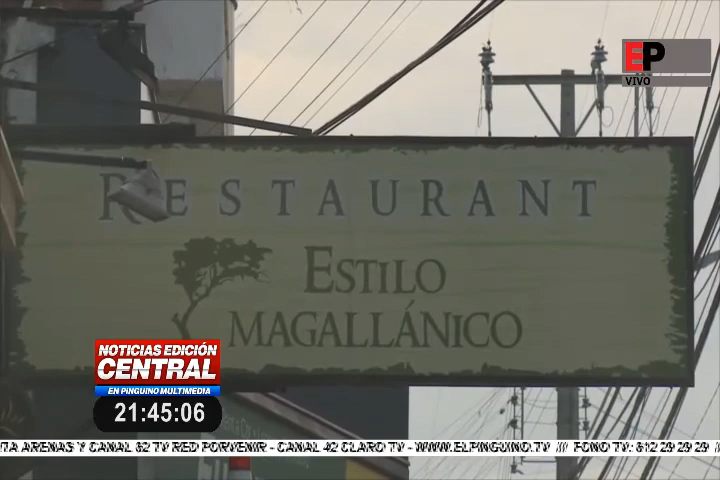 EP
VIVO
RESTAURANT
ESTILO
MAGALLÁNICO
NOTICIAS EDICIÓN
CENTRAL
EN PINGUINO MULTIMEDIA
21:45:06
TA ARENAS Y CANAL 82 TV RED PORVENIR - CANAL 42 CLARO TV - WWW.ELPINGUINO.TV /// FONO TV: 612 29 29 29